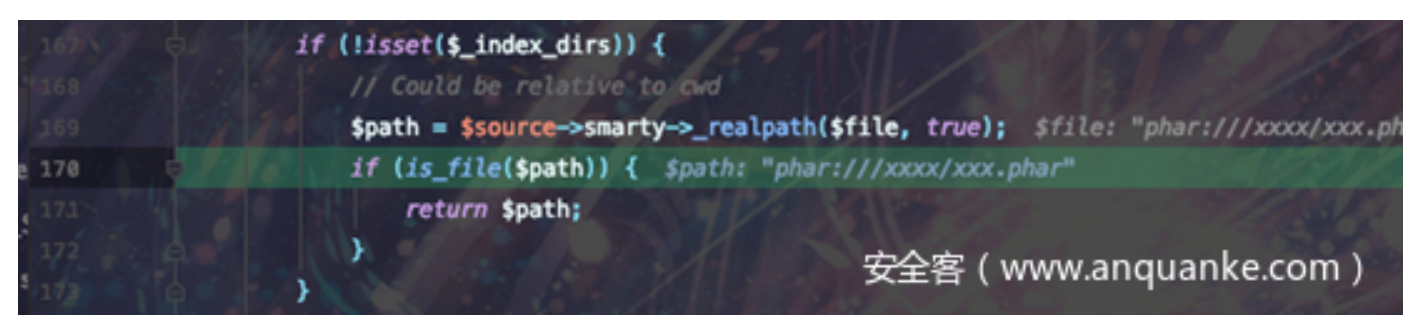 167 if (!isset($_index_dirs)) {
168 // Could be relative to cwd
169 $path = $source->smarty->_realpath($file, true); $file: "phar:///xxxx/xxx.ph
170 if (is_file($path)) { $path: "phar:///xxxx/xxx.phar"
171 return $path;
172 }
173 }
安全客（www.anquanke.com）